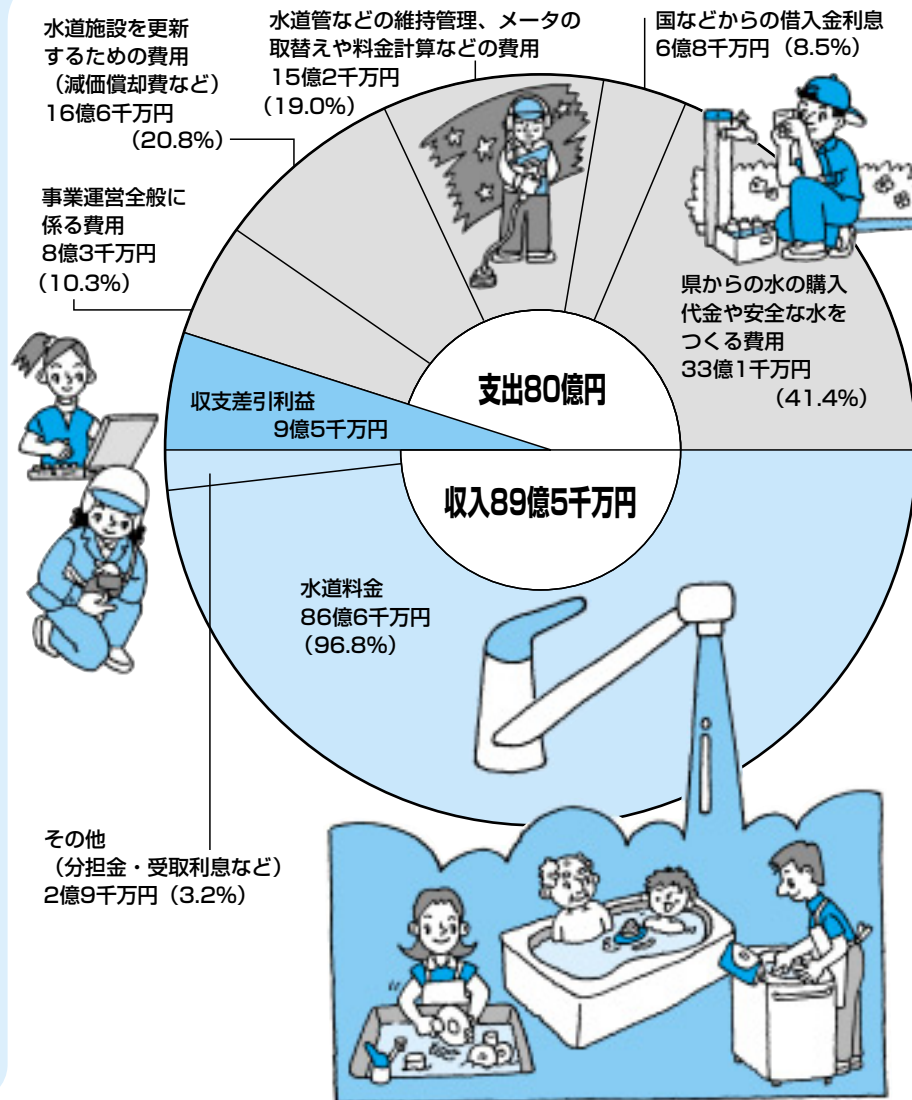 水道施設を更新
するための費用
（減価償却費など）
16億6千万円
（20.8%）
水道管などの維持管理、メータの
取替えや料金計算などの費用
15億2千万円
（19.0%）
国などからの借入金利息
6億8千万円（8.5%）
事業運営全般に
係る費用
8億3千万円
（10.3%）
県からの水の購入
代金や安全な水を
つくる費用
33億1千万円
（41.4%）
収支差引利益
9億5千万円
支出80億円
収入89億5千万円
水道料金
86億6千万円
（96.8%）
その他
（分担金・受取利息など）
2億9千万円（3.2%）